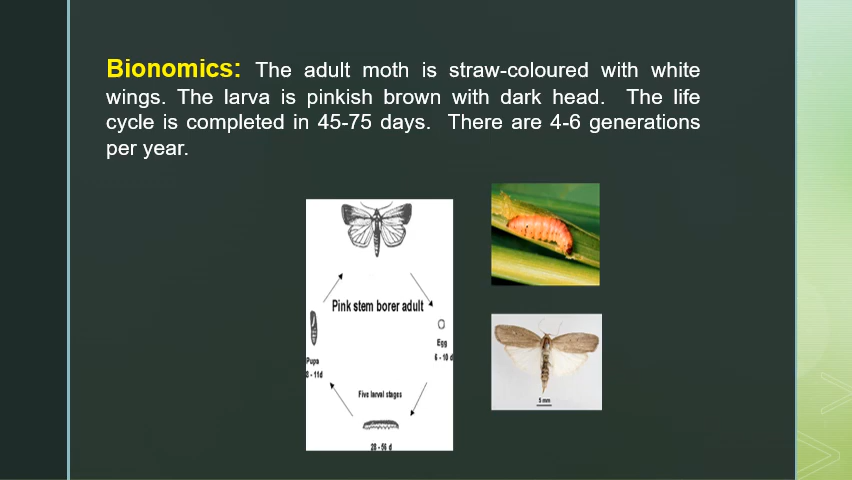 Bionomics: The adult moth is straw-coloured with white
wings. The larva is pinkish brown with dark head. The life
cycle is completed in 45-75 days. There are 4-6 generations
per year.
Pink stem borer adult
Egg
6 - 10 d
Pupa
- 11d
Five larval stages
28 - 56 d
5 mm